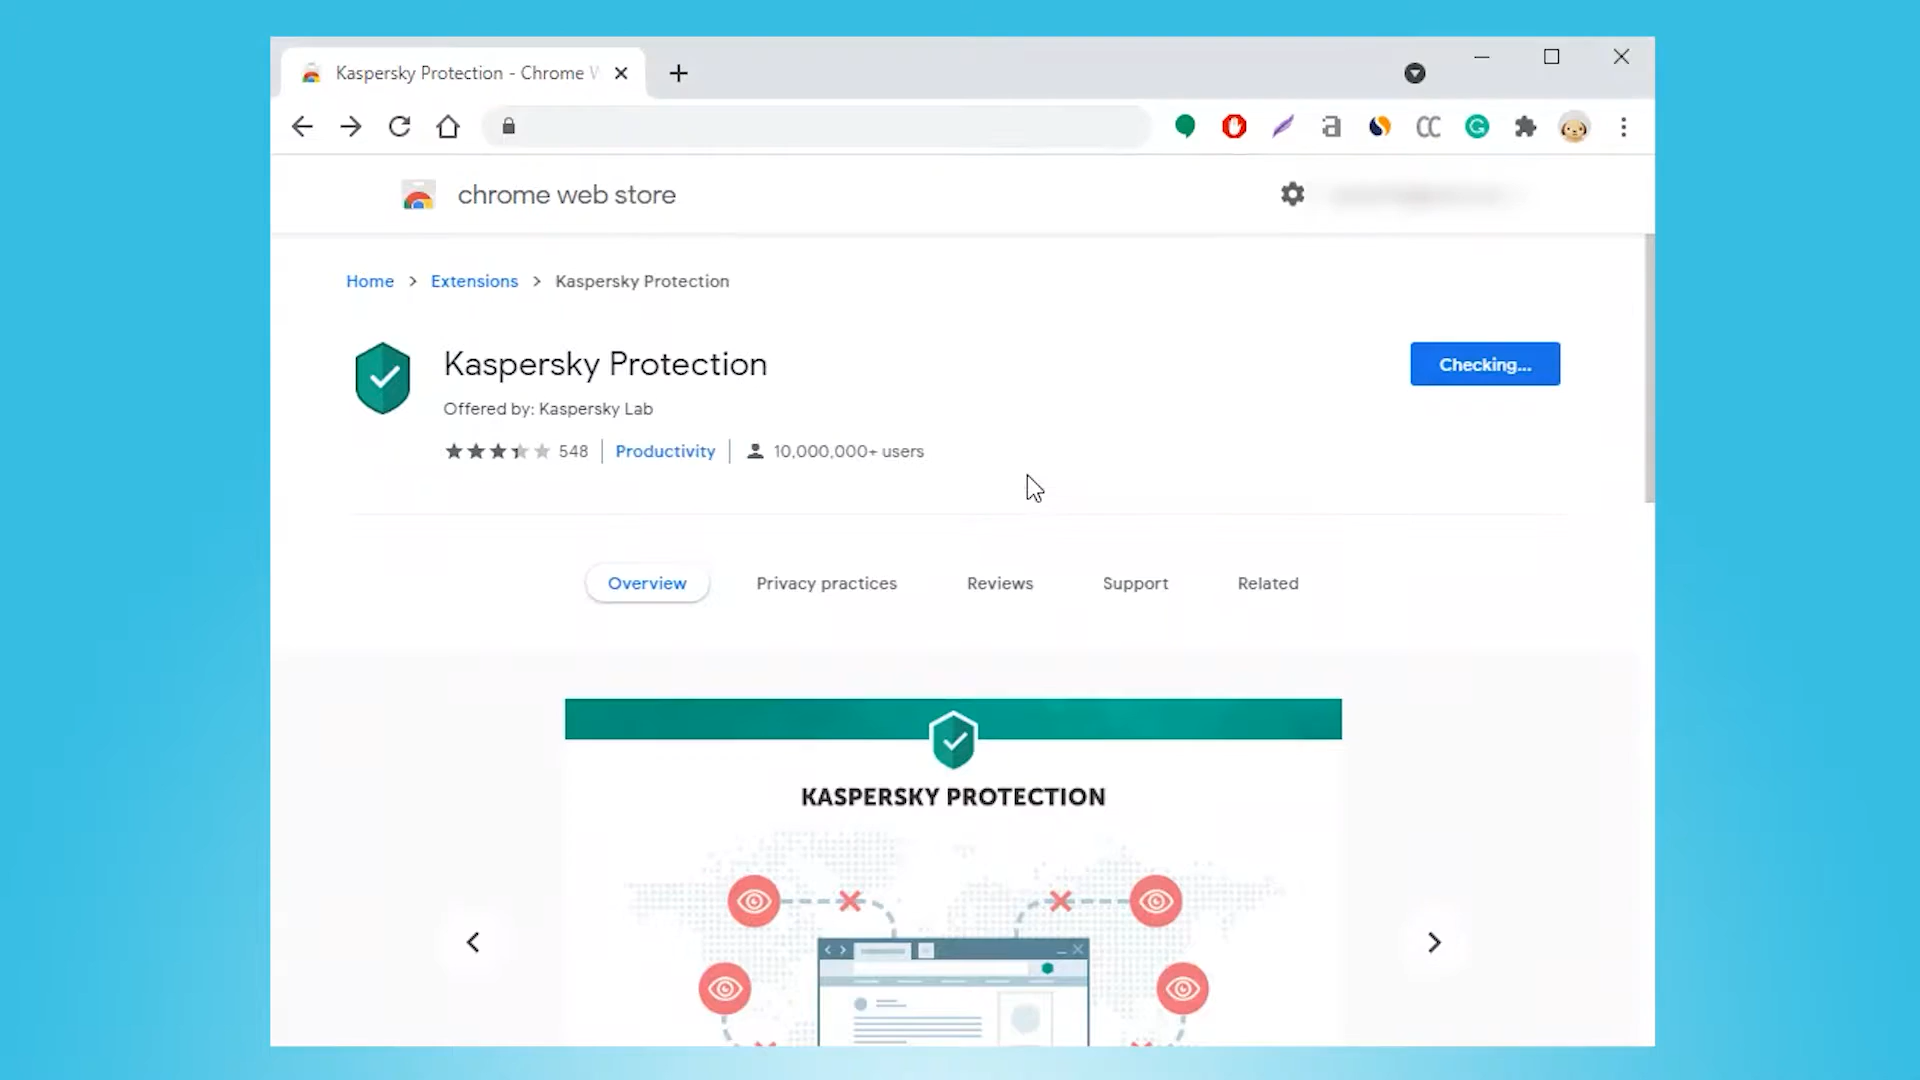 Kaspersky Protection - Chrome W
chrome web store
Home > Extensions > Kaspersky Protection
Kaspersky Protection
Checking...
Offered by: Kaspersky Lab
548
Productivity
10,000,000+ users
Overview
Privacy practices
Reviews
Support
Related
KASPERSKY PROTECTION